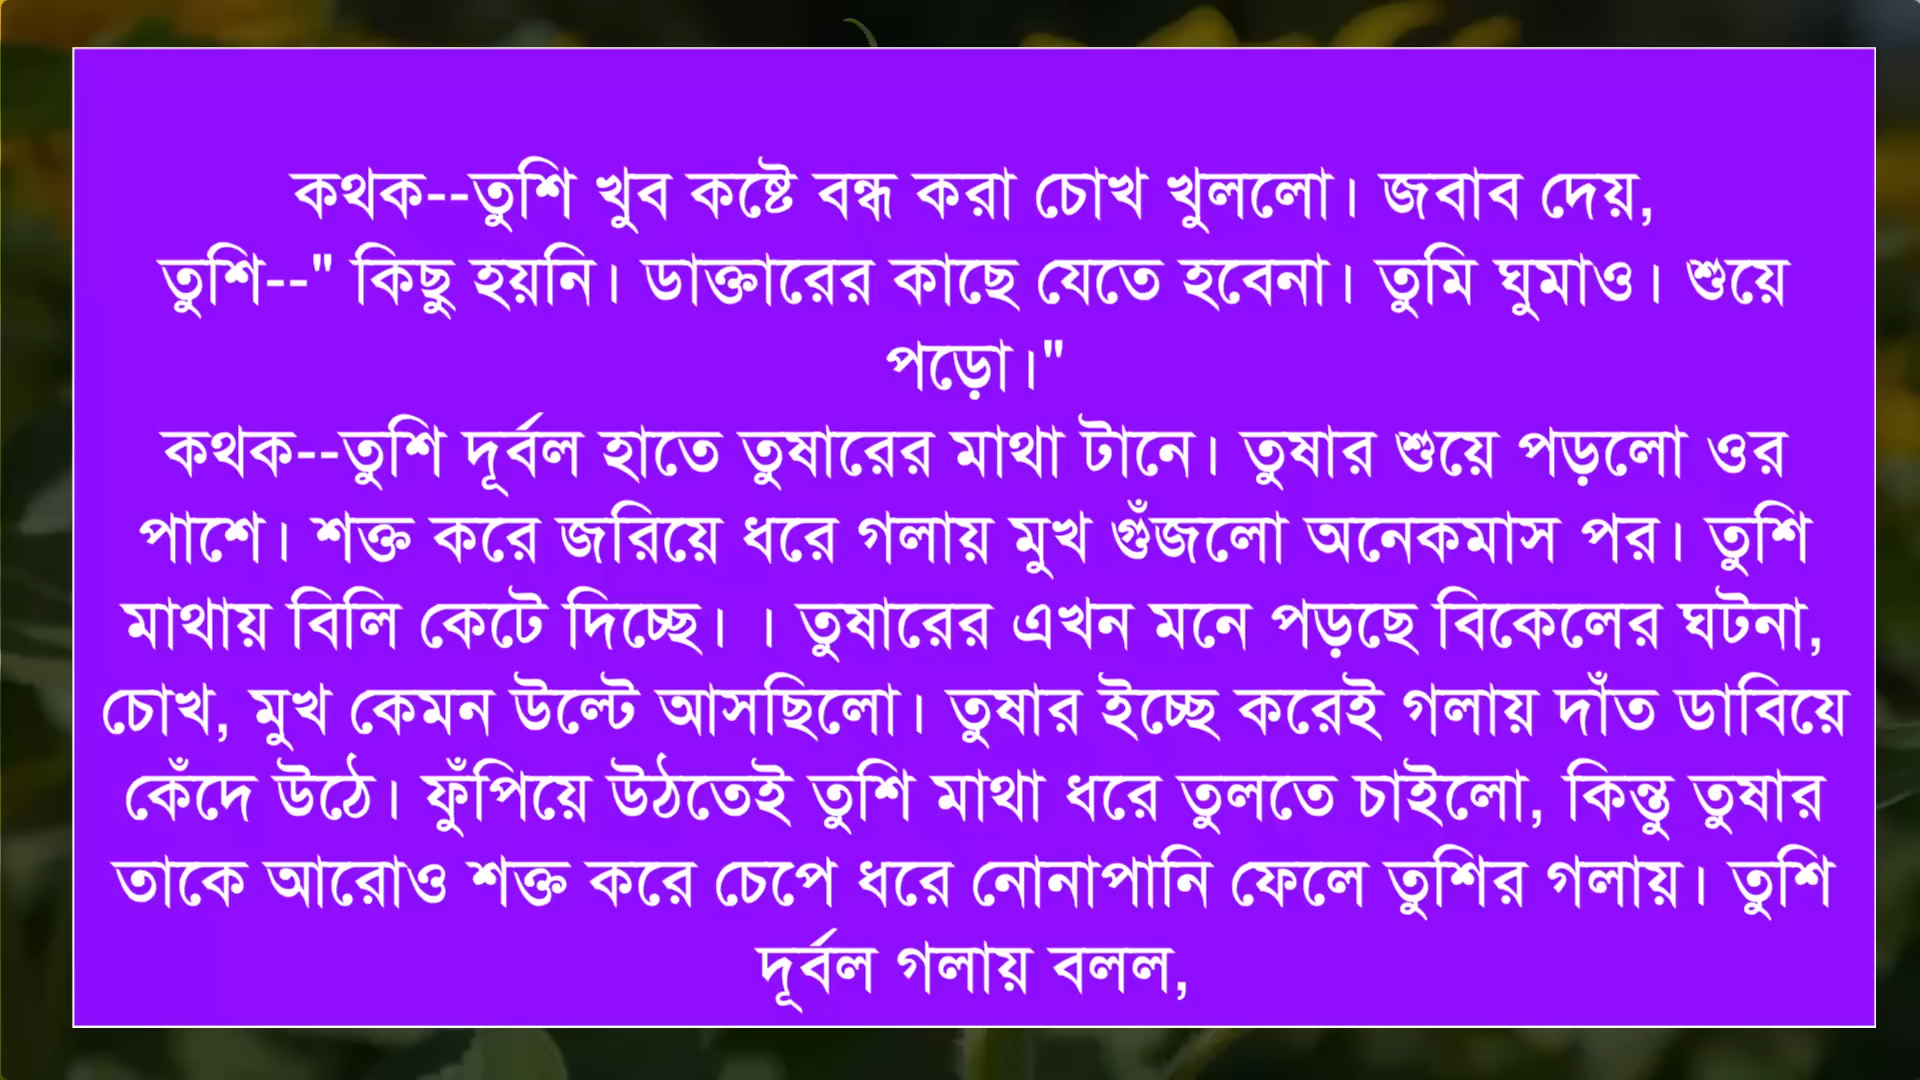 কথক--তুশি খুব কষ্টে বন্ধ করা চোখ খুললো। জবাব দেয়,
তুশি--" কিছু হয়নি। ডাক্তারের কাছে যেতে হবেনা। তুমি ঘুমাও। শুয়ে
পড়ো।"
কথক--তুশি দূর্বল হাতে তুষারের মাথা টানে। তুষার শুয়ে পড়লো ওর
পাশে। শক্ত করে জরিয়ে ধরে গলায় মুখ গুঁজলো অনেকমাস পর। তুশি
মাথায় বিলি কেটে দিচ্ছে। । তুষারের এখন মনে পড়ছে বিকেলের ঘটনা,
চোখ, মুখ কেমন উল্টে আসছিলো। তুষার ইচ্ছে করেই গলায় দাঁত ডাবিয়ে
কেঁদে উঠে। ফুঁপিয়ে উঠতেই তুশি মাথা ধরে তুলতে চাইলো, কিন্তু তুষার
তাকে আরোও শক্ত করে চেপে ধরে নোনাপানি ফেলে তুশির গলায়। তুশি
দূর্বল গলায় বলল,